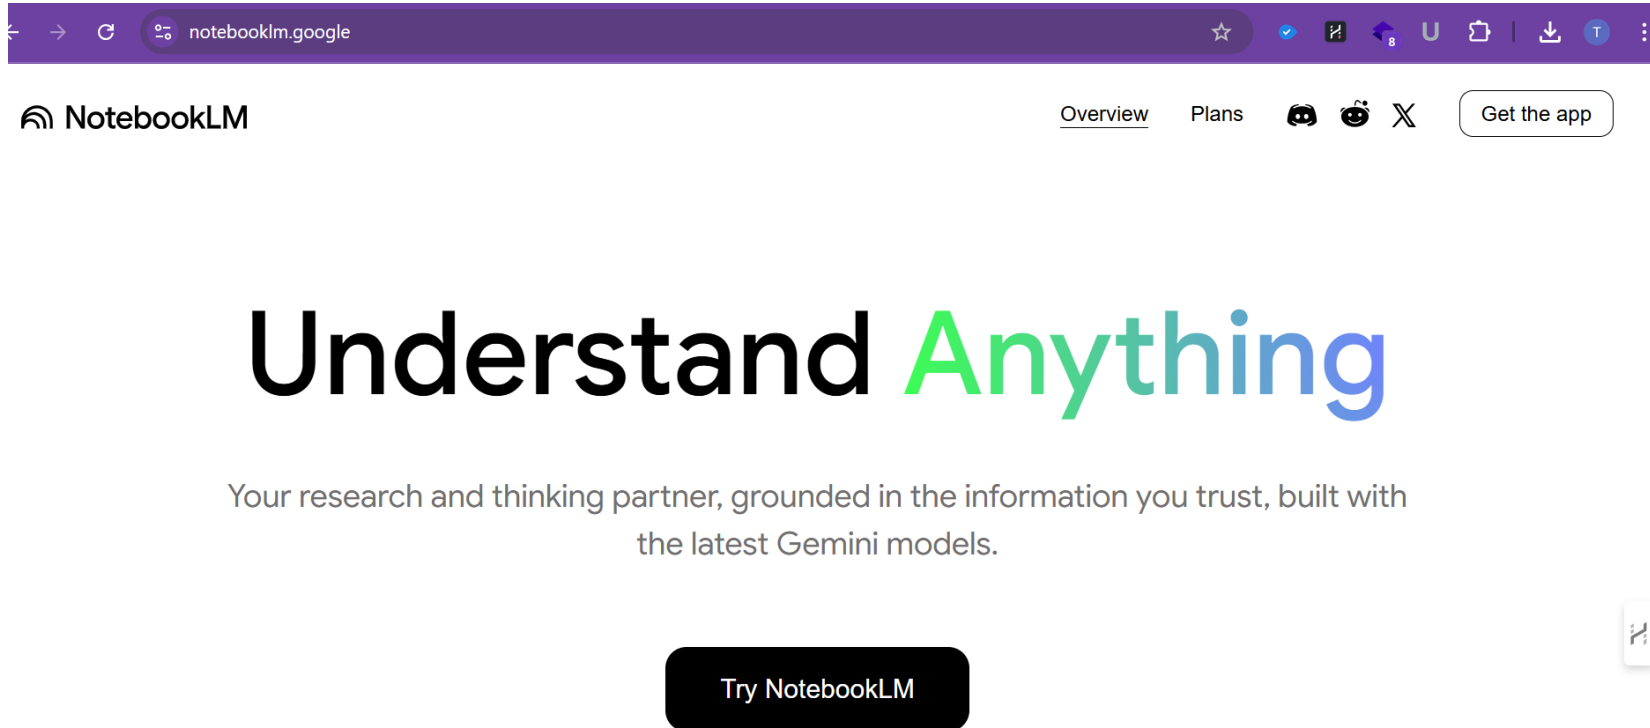 notebooklm.google
8
U
T
NotebookLM
Overview
Plans
Get the app
Understand Anything
Your research and thinking partner, grounded in the information you trust, built with
the latest Gemini models.
Try NotebookLM